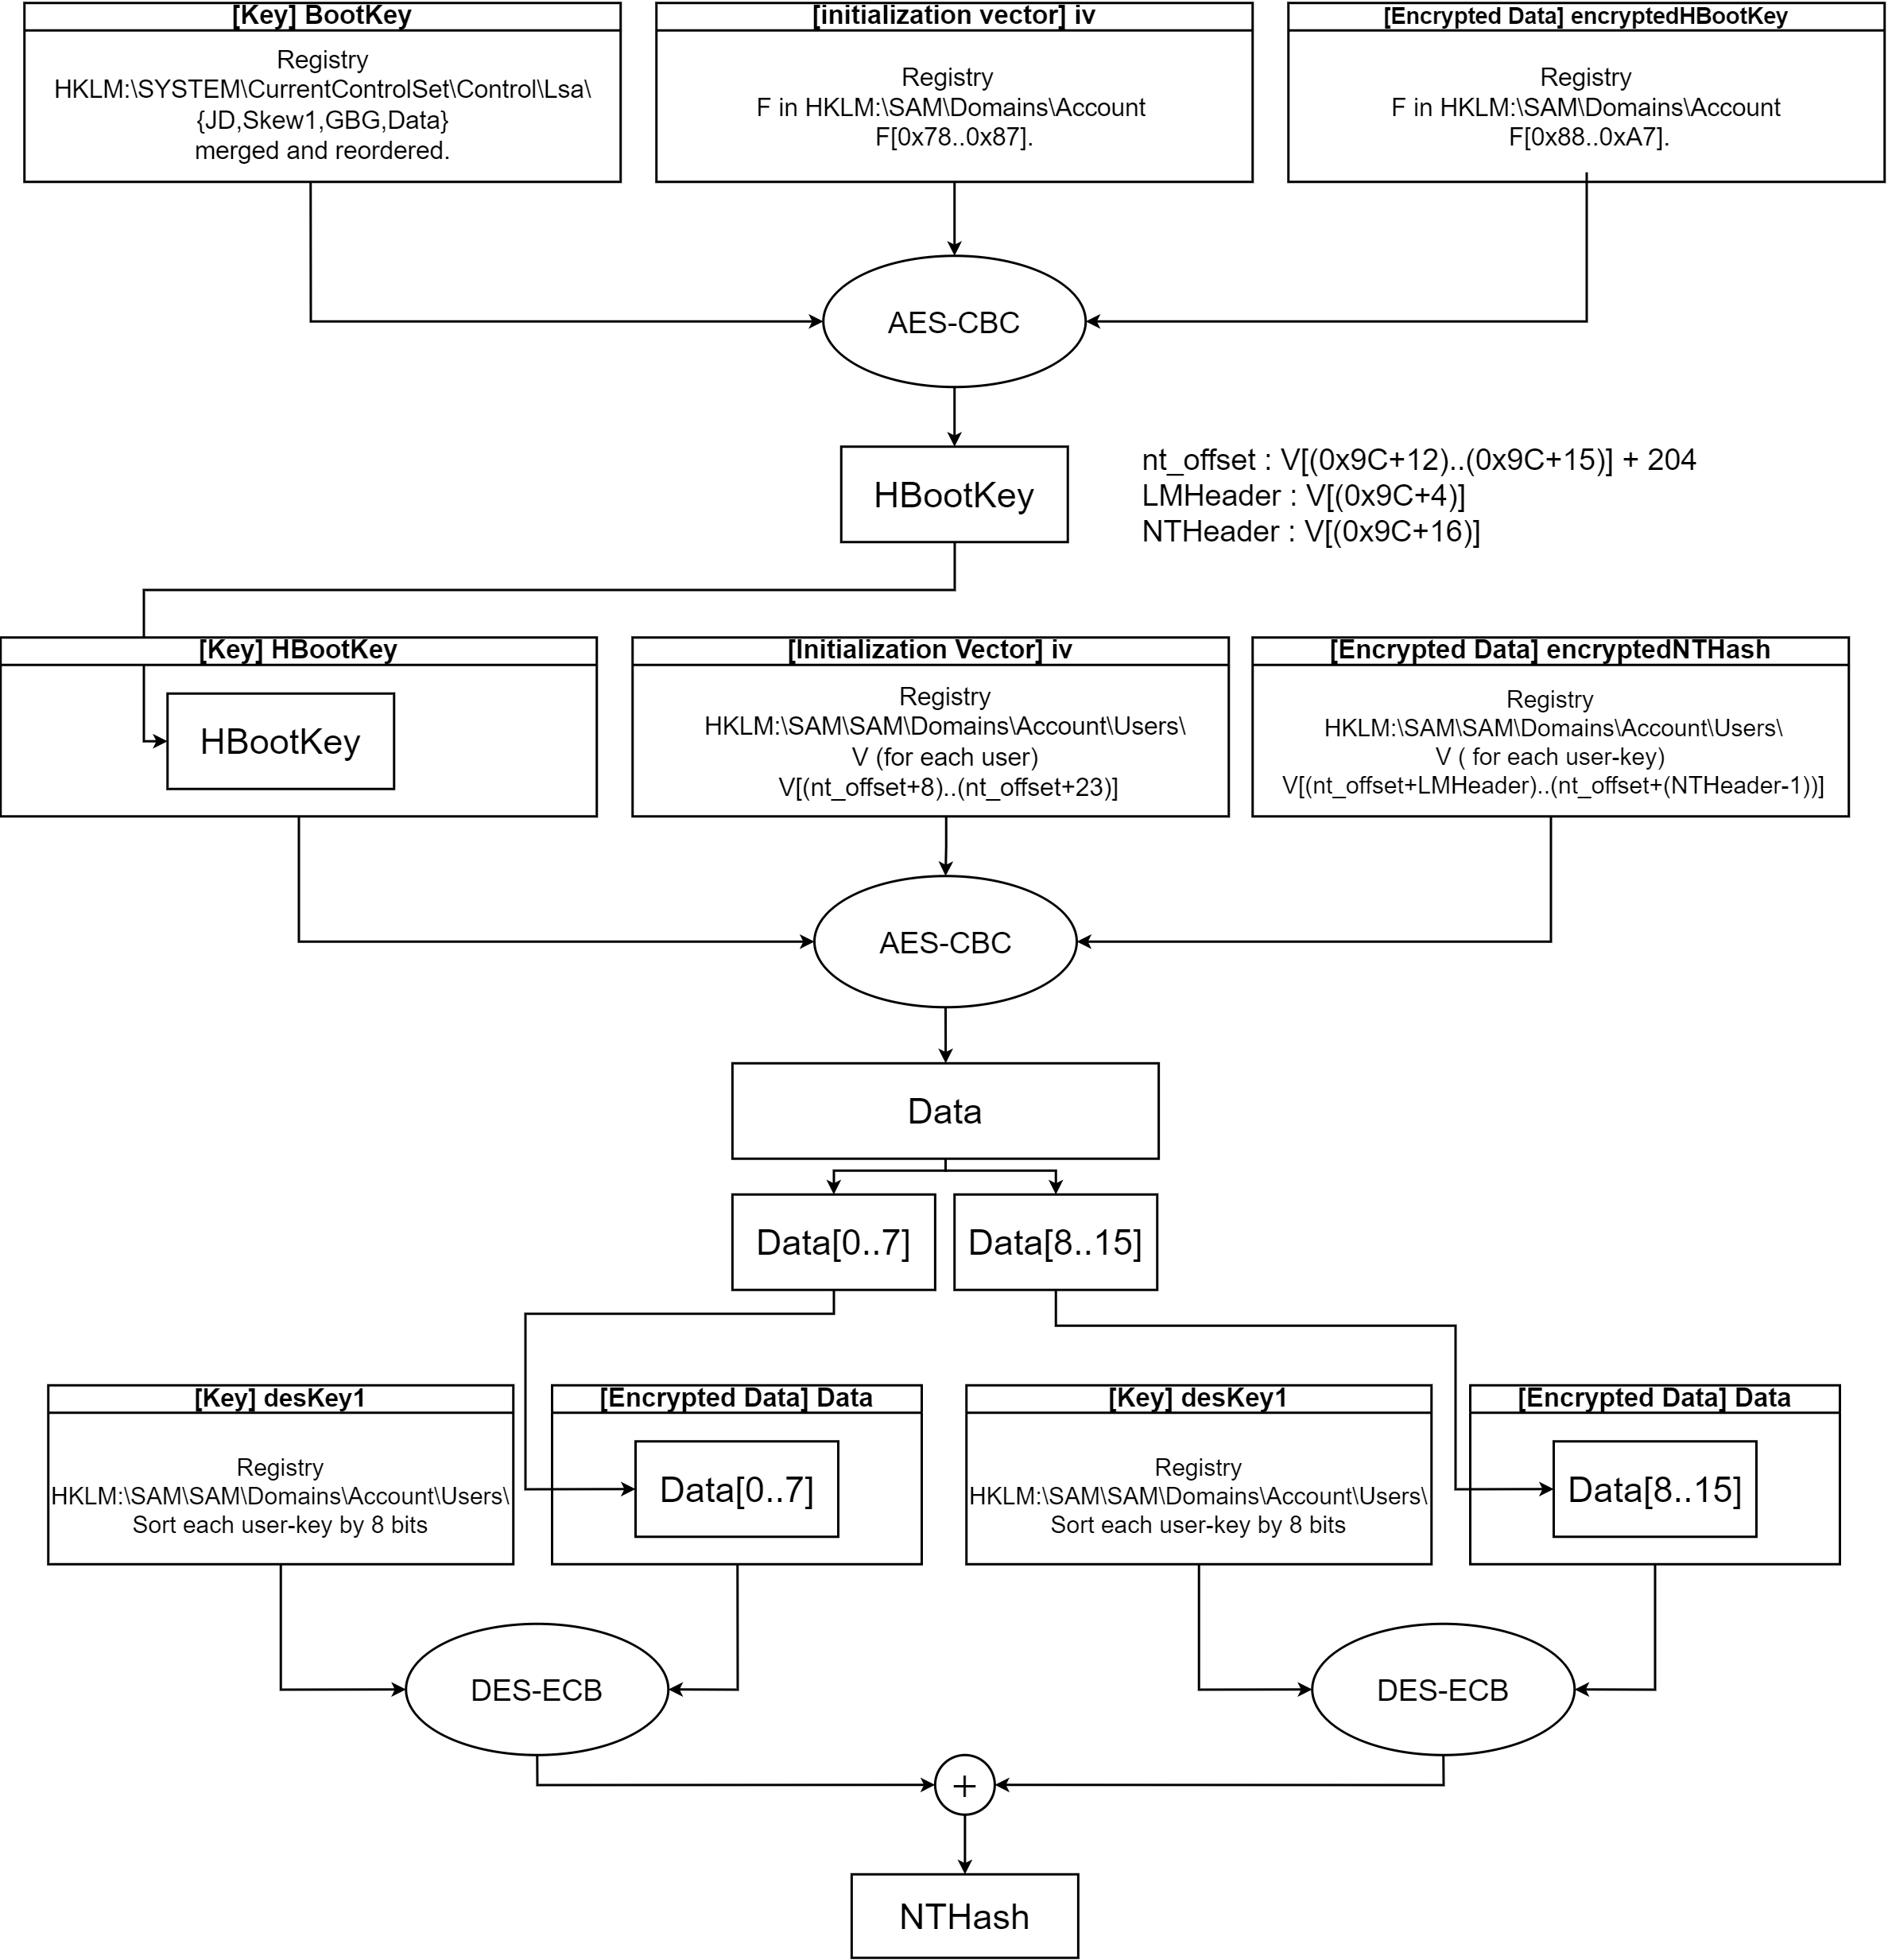 [Key] BootKey
Registry
HKLM:\SYSTEM\CurrentControlSet\Control\Lsa\
{JD,Skew1,GBG,Data}
merged and reordered.
[initialization vector] iv
Registry
F in HKLM:\SAM\Domains\Account
F[0x78..0x87].
[Encrypted Data] encryptedHBootKey
Registry
F in HKLM:\SAM\Domains\Account
F[0x88..0xA7].
AES-CBC
HBootKey
nt_offset : V[(0x9C+12)..(0x9C+15)] + 204
LMHeader : V[(0x9C+4)]
NTHeader : V[(0x9C+16)]
[Key] HBootKey
HBootKey
[Initialization Vector] iv
Registry
HKLM:\SAM\SAM\Domains\Account\Users\
V (for each user)
V[(nt_offset+8)..(nt_offset+23)]
[Encrypted Data] encryptedNTHash
Registry
HKLM:\SAM\SAM\Domains\Account\Users\
V ( for each user-key)
V[(nt_offset+LMHeader)..(nt_offset+(NTHeader-1))]
AES-CBC
Data
Data[0..7]
Data[8..15]
[Key] desKey1
Registry
HKLM:\SAM\SAM\Domains\Account\Users\
Sort each user-key by 8 bits
[Encrypted Data] Data
Data[0..7]
[Key] desKey1
Registry
HKLM:\SAM\SAM\Domains\Account\Users\
Sort each user-key by 8 bits
[Encrypted Data] Data
Data[8..15]
DES-ECB
DES-ECB
+
NTHash